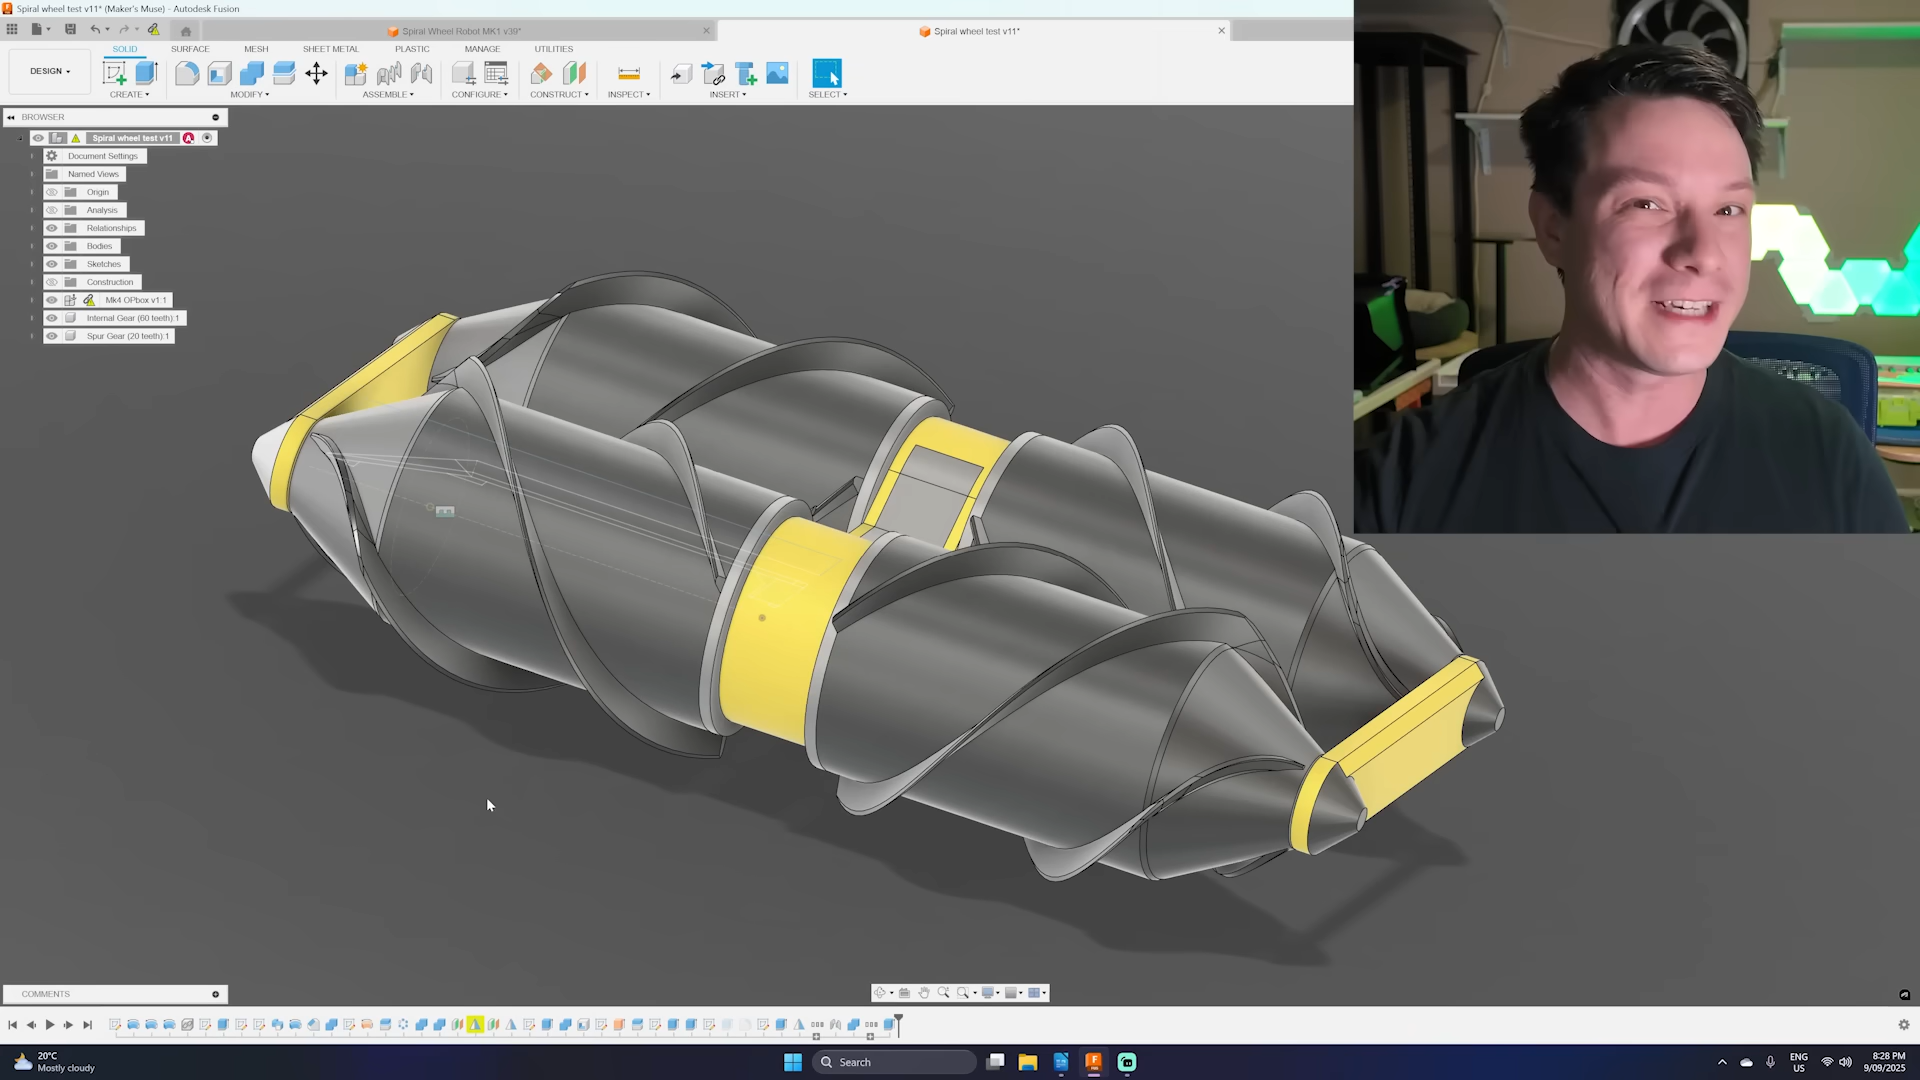 Spiral wheel test v11* (Maker's Muse) - Autodesk Fusion
Spiral Wheel Robot MK1 v39*
Spiral wheel test v11*
DESIGN
SOLID
SURFACE
MESH
SHEET METAL
PLASTIC
MANAGE
UTILITIES
CREATE
MODIFY
ASSEMBLE
CONFIGURE
CONSTRUCT
INSPECT
INSERT
SELECT
BROWSER
Spiral wheel test v11
Document Settings
Named Views
Origin
Analysis
Relationships
Bodies
Sketches
Construction
Mk4 OPbox v1:1
Internal Gear (60 teeth):1
Spur Gear (20 teeth):1
COMMENTS
20°C
Mostly cloudy
Search
ENG
US
8:28 PM
9/09/2025